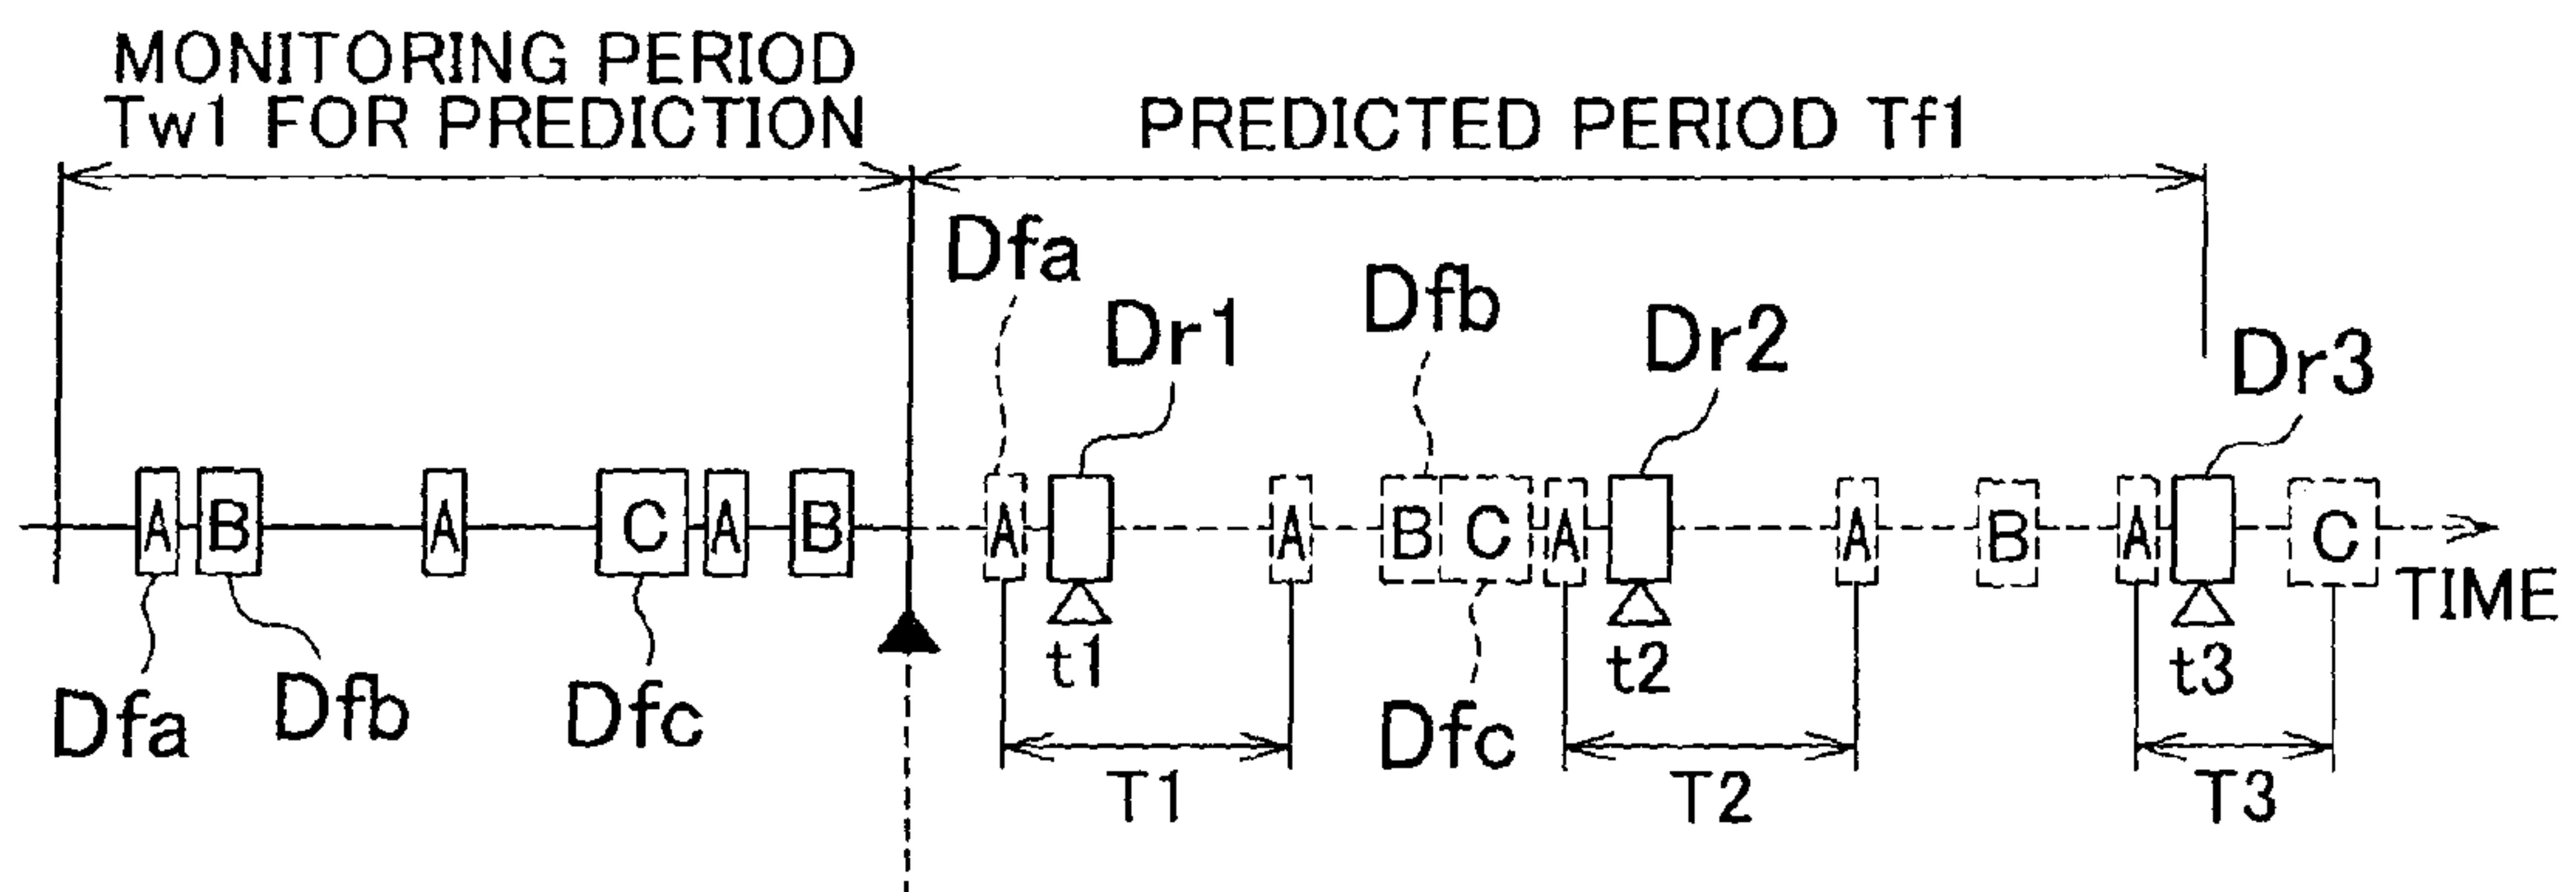 MONITORING PERIOD
Tw1 FOR PREDICTION
PREDICTED PERIOD Tf1
Dfa
Dfb
Dr1
Dr2
Dr3
A B A C A B A A B C A A B A C
TIME
t1 t2 t3
Dfa Dfb Dfc Dfc
T1 T2 T3